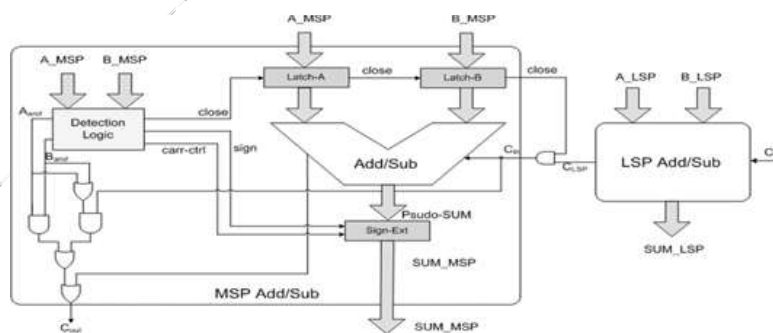 A_MSP
B_MSP
A_MSP
B_MSP
Latch-A
close
Latch-B
close
A_LSP
B_LSP
close
Aand
Detection
Logic
Band
carr-ctrl
sign
Add/Sub
Cin
CLSP
LSP Add/Sub
C
Psudo-SUM
Sign-Ext
SUM_LSP
SUM_MSP
MSP Add/Sub
Cout
SUM_MSP